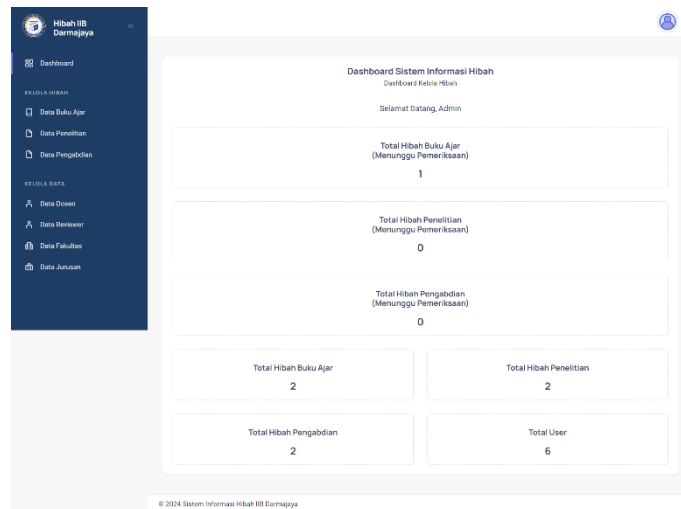 Hibah IIB
Darmajaya
Dashboard
KELOLA HIBAH
Data Buku Ajar
Data Penelitian
Data Pengabdian
KELOLA DATA
Data Dosen
Data Reviewer
Data Fakultas
Data Jurusan
Dashboard Sistem Informasi Hibah
Dashboard Kelola Hibah
Selamat Datang, Admin
Total Hibah Buku Ajar
(Menunggu Pemeriksaan)
1
Total Hibah Penelitian
(Menunggu Pemeriksaan)
0
Total Hibah Pengabdian
(Menunggu Pemeriksaan)
0
Total Hibah Buku Ajar
2
Total Hibah Penelitian
2
Total Hibah Pengabdian
2
Total User
6
© 2024 Sistem Informasi Hibah IIB Darmajaya